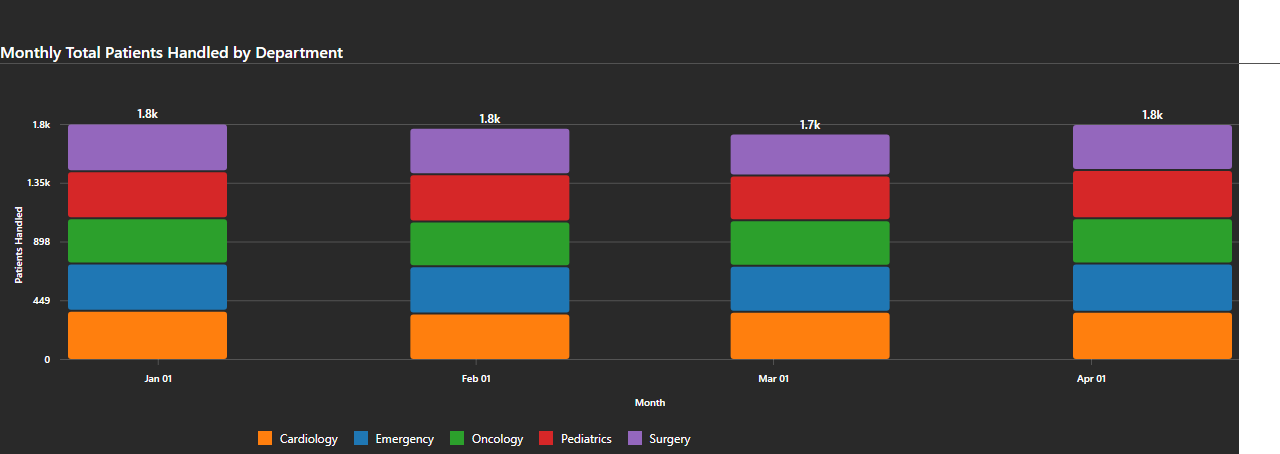 Monthly Total Patients Handled by Department
1.8k 1.8k 1.7k 1.8k
1.8k
1.35k
898
449
0
Patients Handled
Jan 01 Feb 01 Mar 01 Apr 01
Month
Cardiology Emergency Oncology Pediatrics Surgery